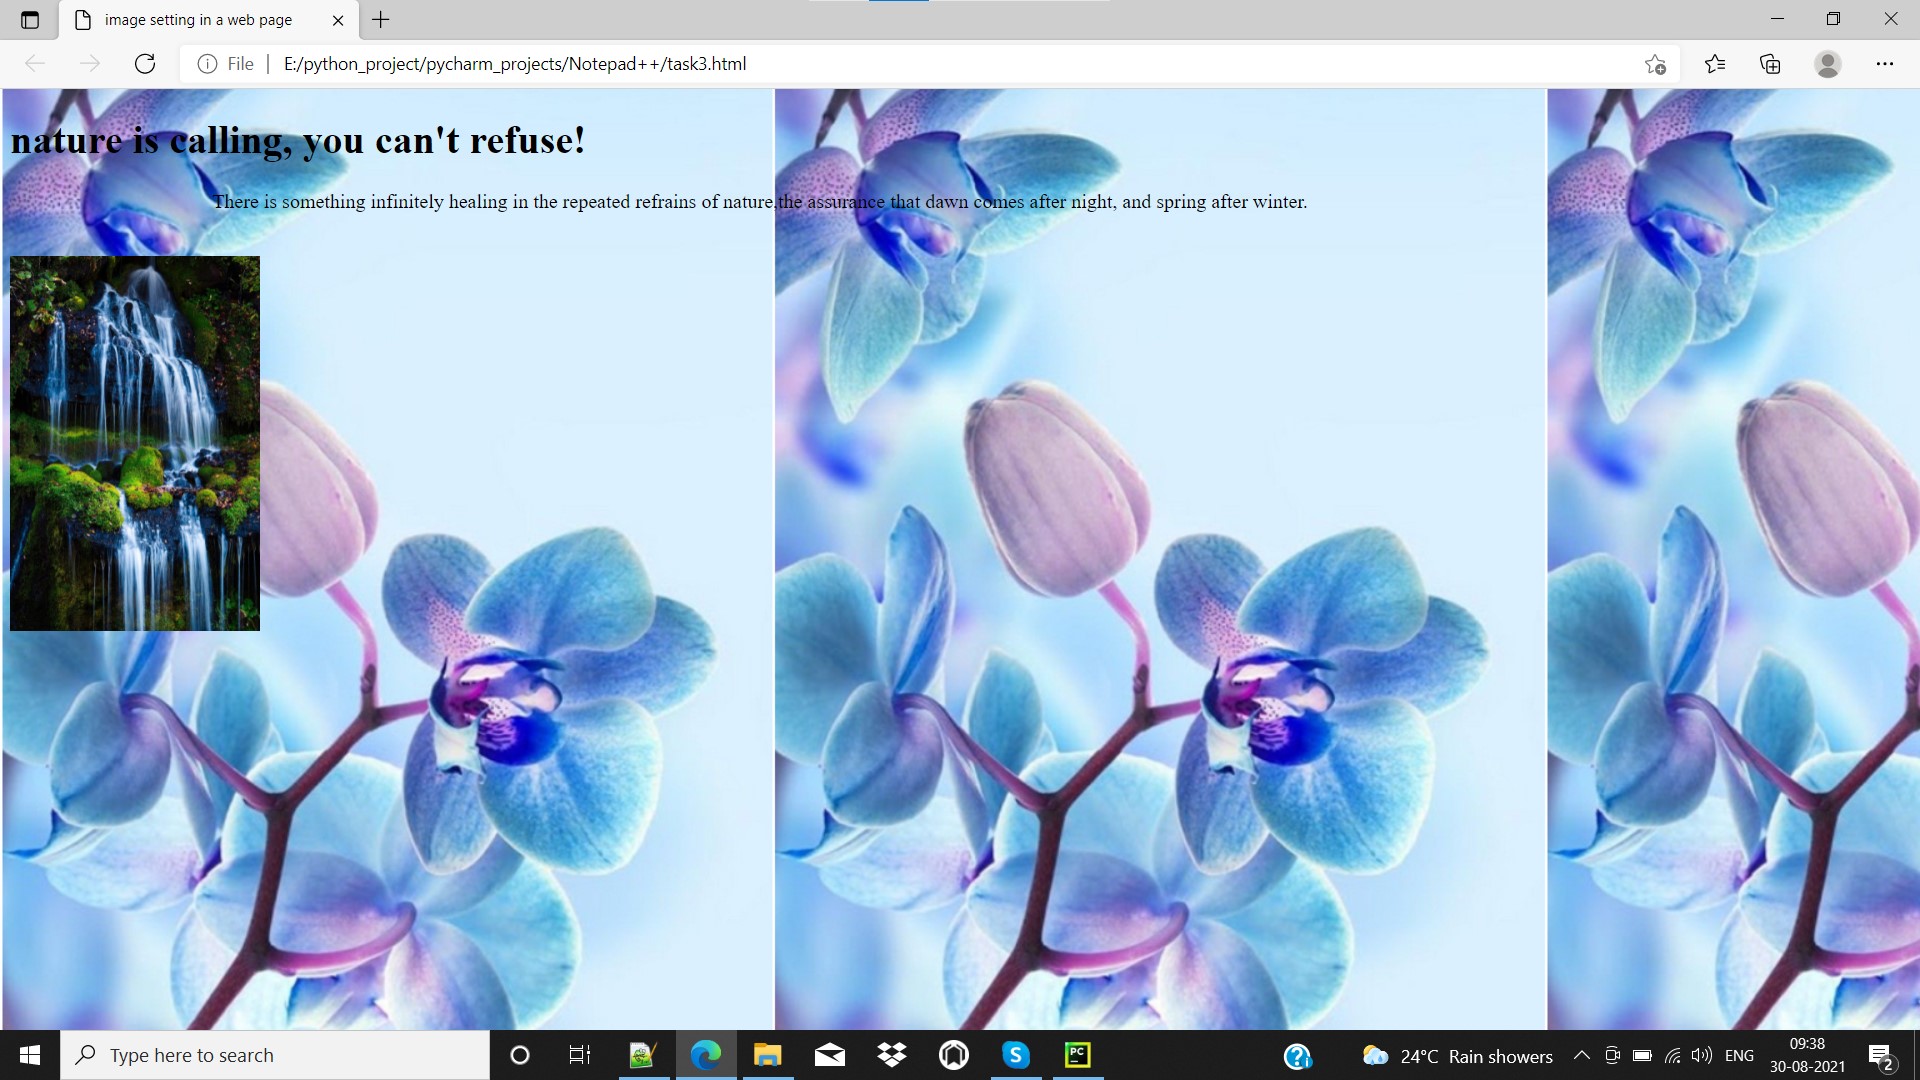 image setting in a web page
File E:/python_project/pycharm_projects/Notepad++/task3.html
nature is calling, you can't refuse!
There is something infinitely healing in the repeated refrains of nature,the assurance that dawn comes after night, and spring after winter.
Type here to search
PC
24°C Rain showers
ENG
09:38
30-08-2021
2